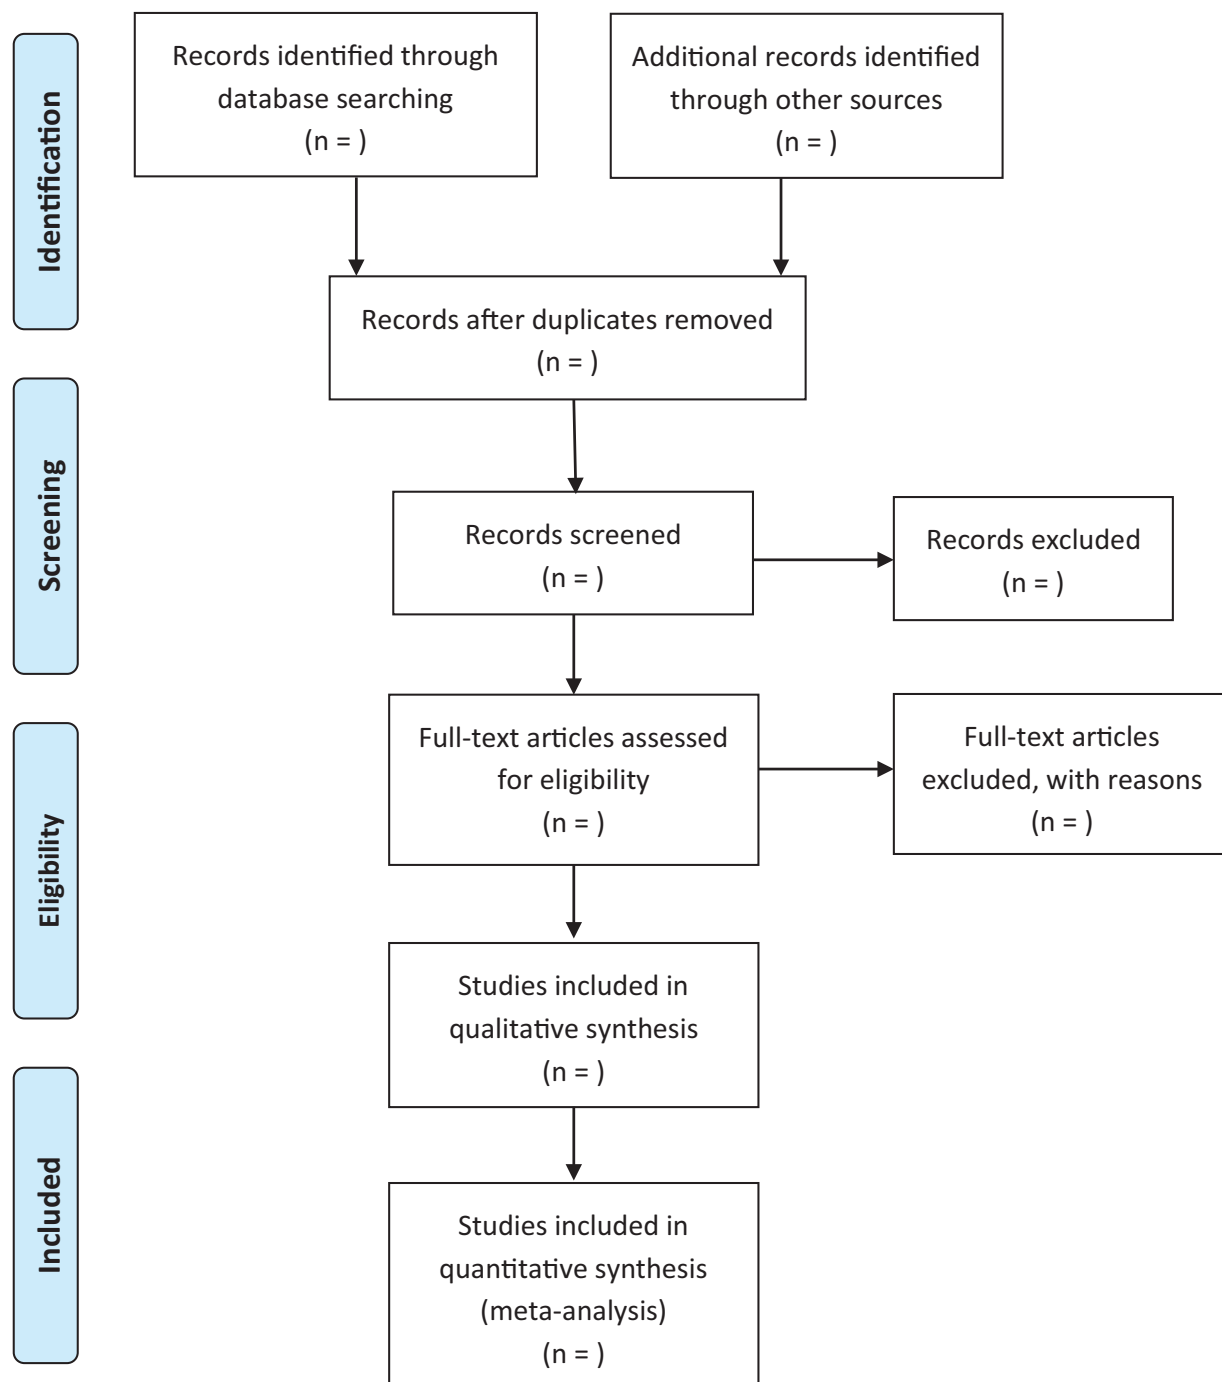 Identification
Records identified through
database searching
(n = )
Additional records identified
through other sources
(n = )
Records after duplicates removed
(n = )
Screening
Records screened
(n = )
Records excluded
(n = )
Eligibility
Full-text articles assessed
for eligibility
(n = )
Full-text articles
excluded, with reasons
(n = )
Studies included in
qualitative synthesis
(n = )
Included
Studies included in
quantitative synthesis
(meta-analysis)
(n = )